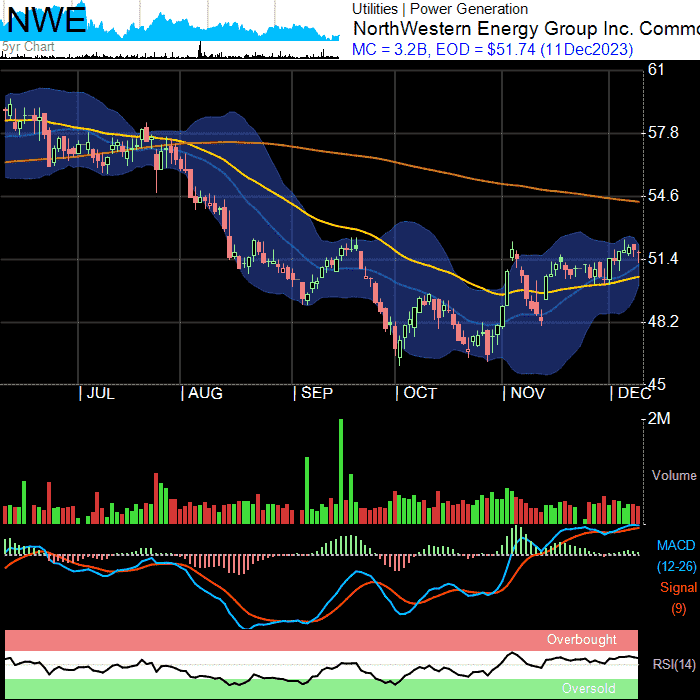 NWE
5yr Chart
Utilities | Power Generation
NorthWestern Energy Group Inc. Commo
MC = 3.2B, EOD = $51.74 (11Dec2023)
61
57.8
54.6
51.4
48.2
45
JUL AUG SEP OCT NOV DEC
2M
Volume
MACD
(12-26)
Signal
(9)
Overbought
RSI(14)
Oversold